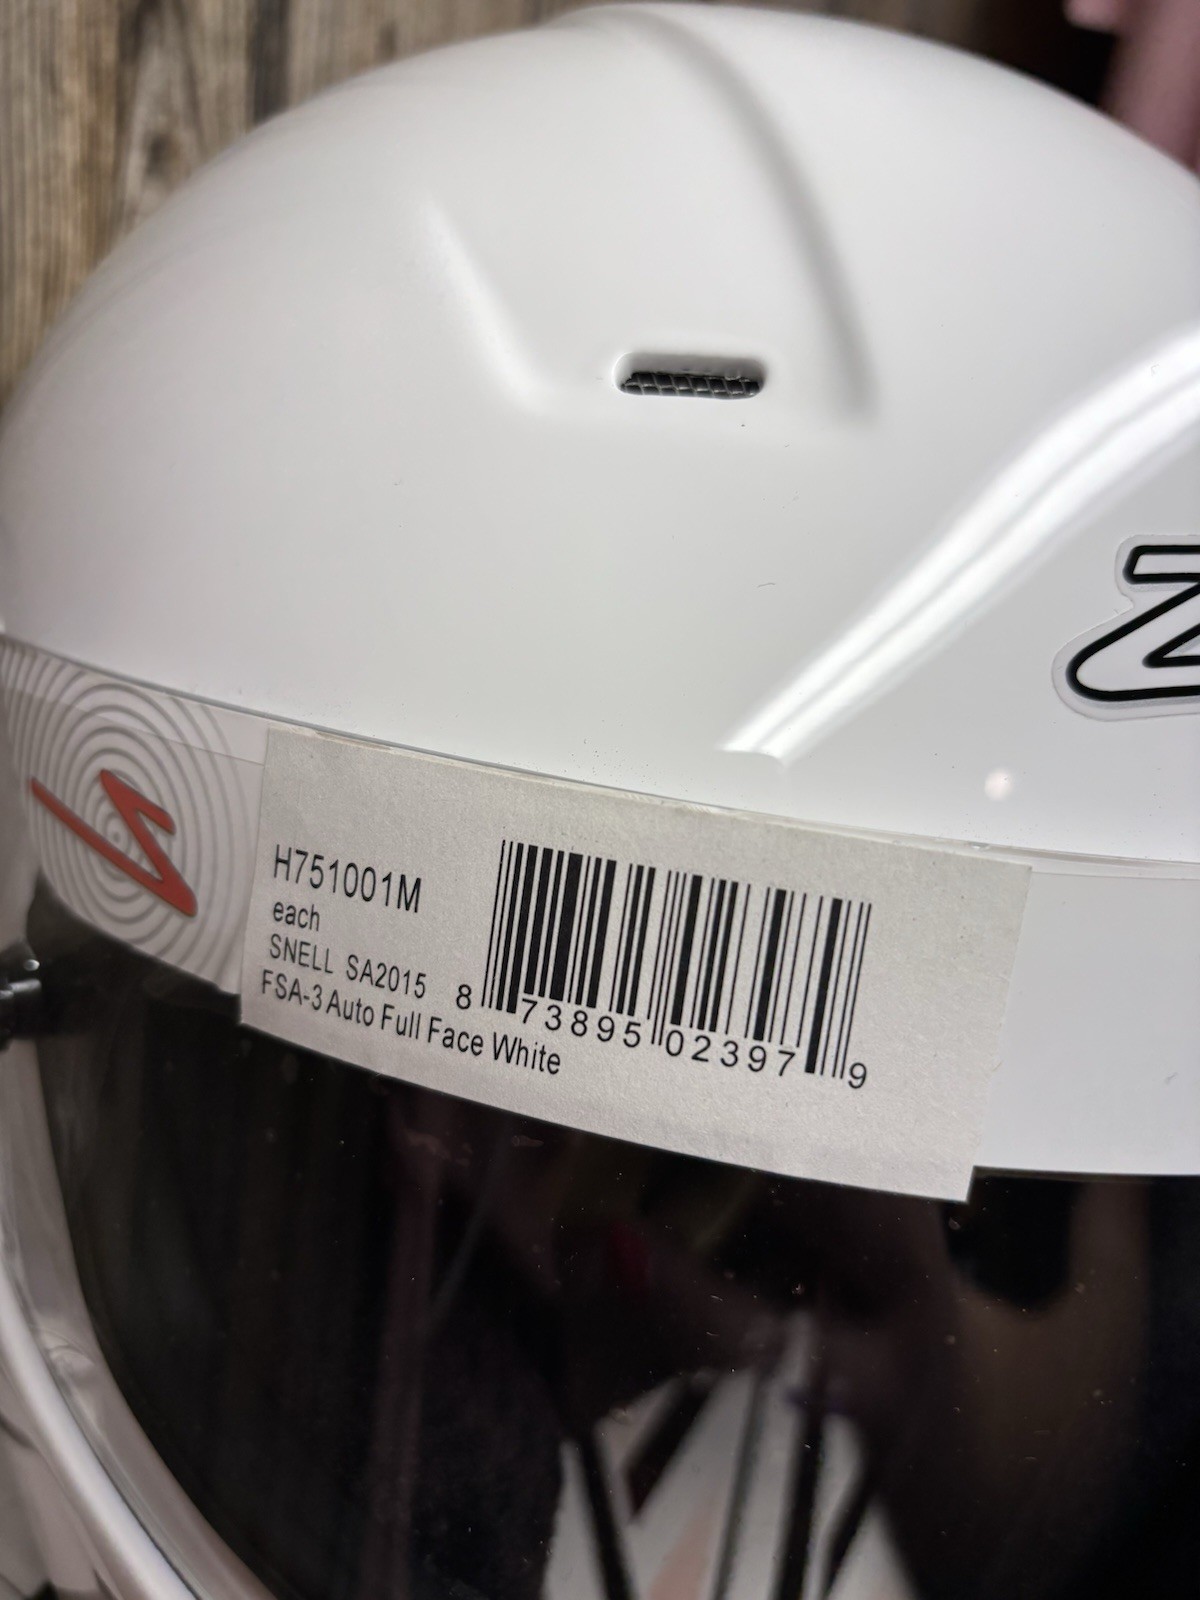 H751001M
each
SNELL SA2015
FSA-3 Auto Full Face White
8 73895 02397 9
Z